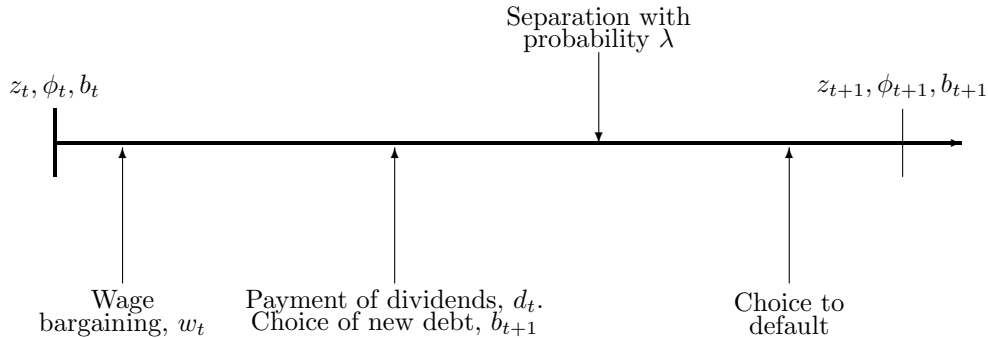 Separation with
probability λ
z_t, ϕ_t, b_t
z_{t+1}, ϕ_{t+1}, b_{t+1}
Wage
bargaining, w_t
Payment of dividends, d_t.
Choice of new debt, b_{t+1}
Choice to
default